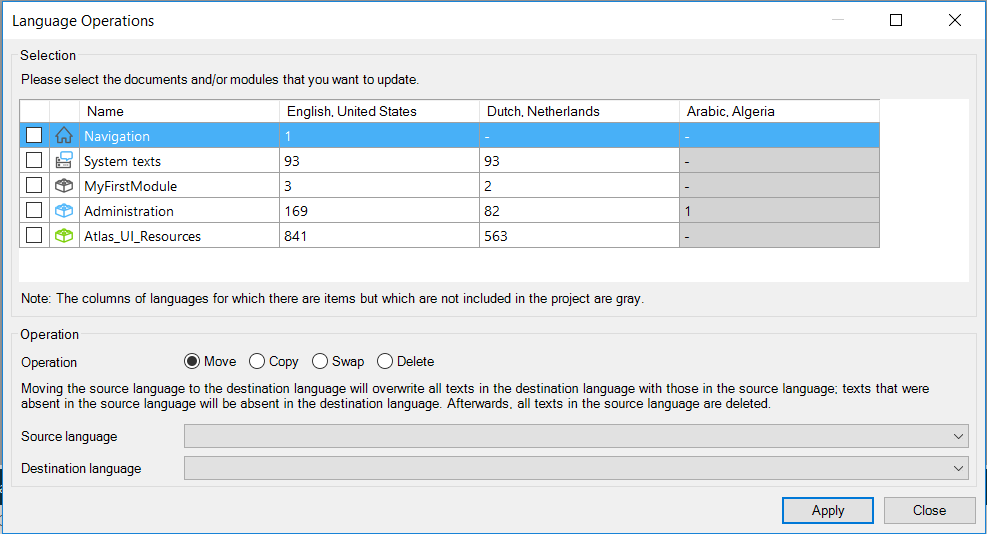 Language Operations
Selection
Please select the documents and/or modules that you want to update.
Name English, United States Dutch, Netherlands Arabic, Algeria
Navigation 1 - -
System texts 93 93 -
MyFirstModule 3 2 -
Administration 169 82 1
Atlas_UI_Resources 841 563 -
Note: The columns of languages for which there are items but which are not included in the project are gray.
Operation
Operation Move Copy Swap Delete
Moving the source language to the destination language will overwrite all texts in the destination language with those in the source language; texts that were
absent in the source language will be absent in the destination language. Afterwards, all texts in the source language are deleted.
Source language
Destination language
Apply Close